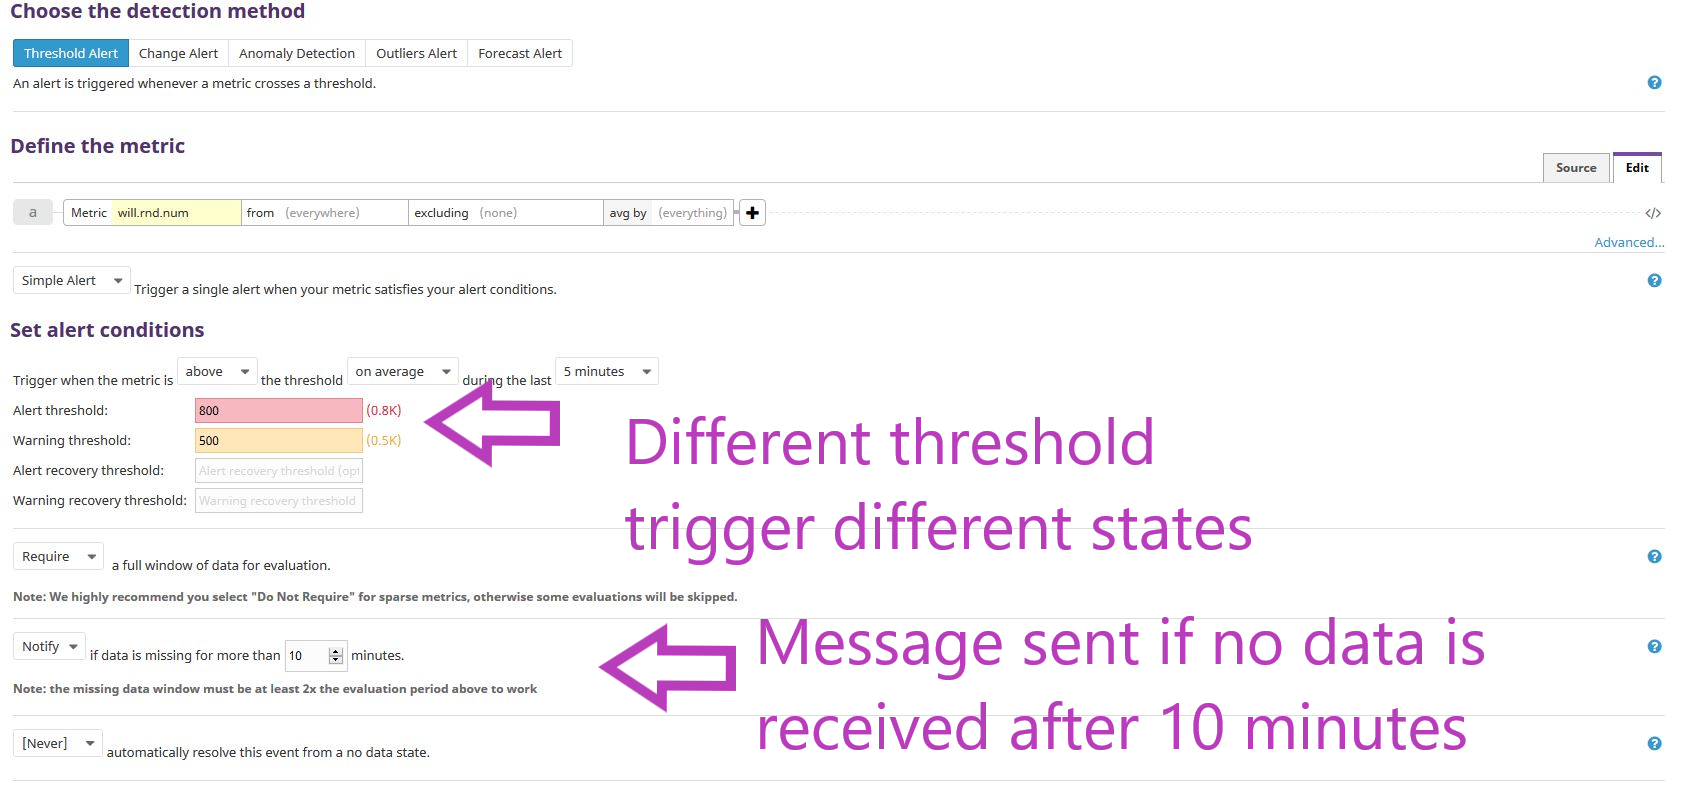 Choose the detection method
Threshold Alert Change Alert Anomaly Detection Outliers Alert Forecast Alert
An alert is triggered whenever a metric crosses a threshold. ?
Define the metric
Source Edit
a Metric will.rnd.num from (everywhere) excluding (none) avg by (everything) + </>
Advanced...
Simple Alert Trigger a single alert when your metric satisfies your alert conditions. ?
Set alert conditions
Trigger when the metric is above the threshold on average during the last 5 minutes
Alert threshold: 800 (0.8K)
Warning threshold: 500 (0.5K)
Alert recovery threshold: Alert recovery threshold (opt
Warning recovery threshold: Warning recovery threshold
Different threshold
trigger different states
Require a full window of data for evaluation. ?
Note: We highly recommend you select "Do Not Require" for sparse metrics, otherwise some evaluations will be skipped.
Notify if data is missing for more than 10 minutes. ?
Note: the missing data window must be at least 2x the evaluation period above to work
Message sent if no data is
received after 10 minutes
[Never] automatically resolve this event from a no data state. ?